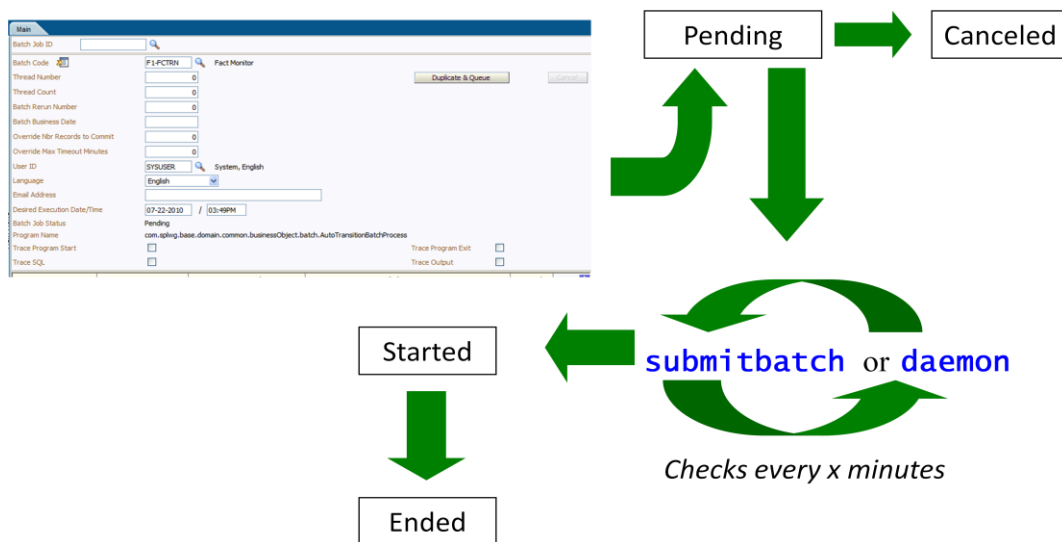 Main
Batch Job ID
Batch Code F1-FCTRN Fact Monitor
Thread Number 0 Duplicate & Queue Cancel
Thread Count 0
Batch Rerun Number 0
Batch Business Date
Override Nbr Records to Commit 0
Override Max Timeout Minutes 0
User ID SYSUSER System, English
Language English
Email Address
Desired Execution Date/Time 07-22-2010 / 03:49PM
Batch Job Status Pending
Program Name com.splwg.base.domain.common.businessObject.batch.AutoTransitionBatchProcess
Trace Program Start Trace Program Exit
Trace SQL Trace Output
Pending
Canceled
submitbatch or daemon
Checks every x minutes
Started
Ended